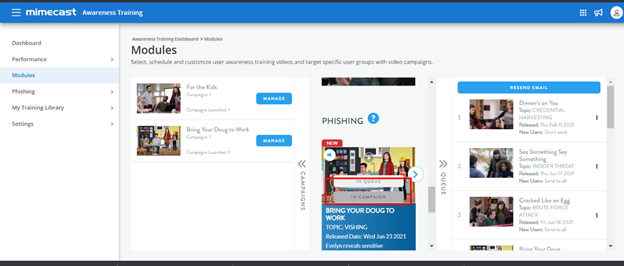 mimecast Awareness Training
Dashboard
Performance
Modules
Phishing
My Training Library
Settings
Awareness Training Dashboard > Modules
Modules
Select, schedule and customize user awareness training videos and target specific user groups with video campaigns.
For the Kids
Campaigns: 1
Campaigns Launched: 1
MANAGE
Bring Your Doug to Work
Campaigns: 1
Campaigns Launched: 1
MANAGE
CAMPAIGNS
PHISHING ?
NEW
IN QUEUE
IN CAMPAIGN
BRING YOUR DOUG TO
WORK
TOPIC: VISHING
Released Date: Wed Jun 23 2021
Evelyn reveals sensitive
QUEUE
RESEND EMAIL
1
Dinner's on You
Topic: CREDENTIAL
HARVESTING
Released: Thu Feb 11 2021
New Users: Don't send
2
See Something Say
Something
Topic: INSIDER THREAT
Released: Thu Jun 17 2021
New Users: Send to all
3
Cracked Like an Egg
Topic: BRUTE FORCE
ATTACK
Released: Fri Jun 18 2021
New Users: Send to all
Bring Your Doug